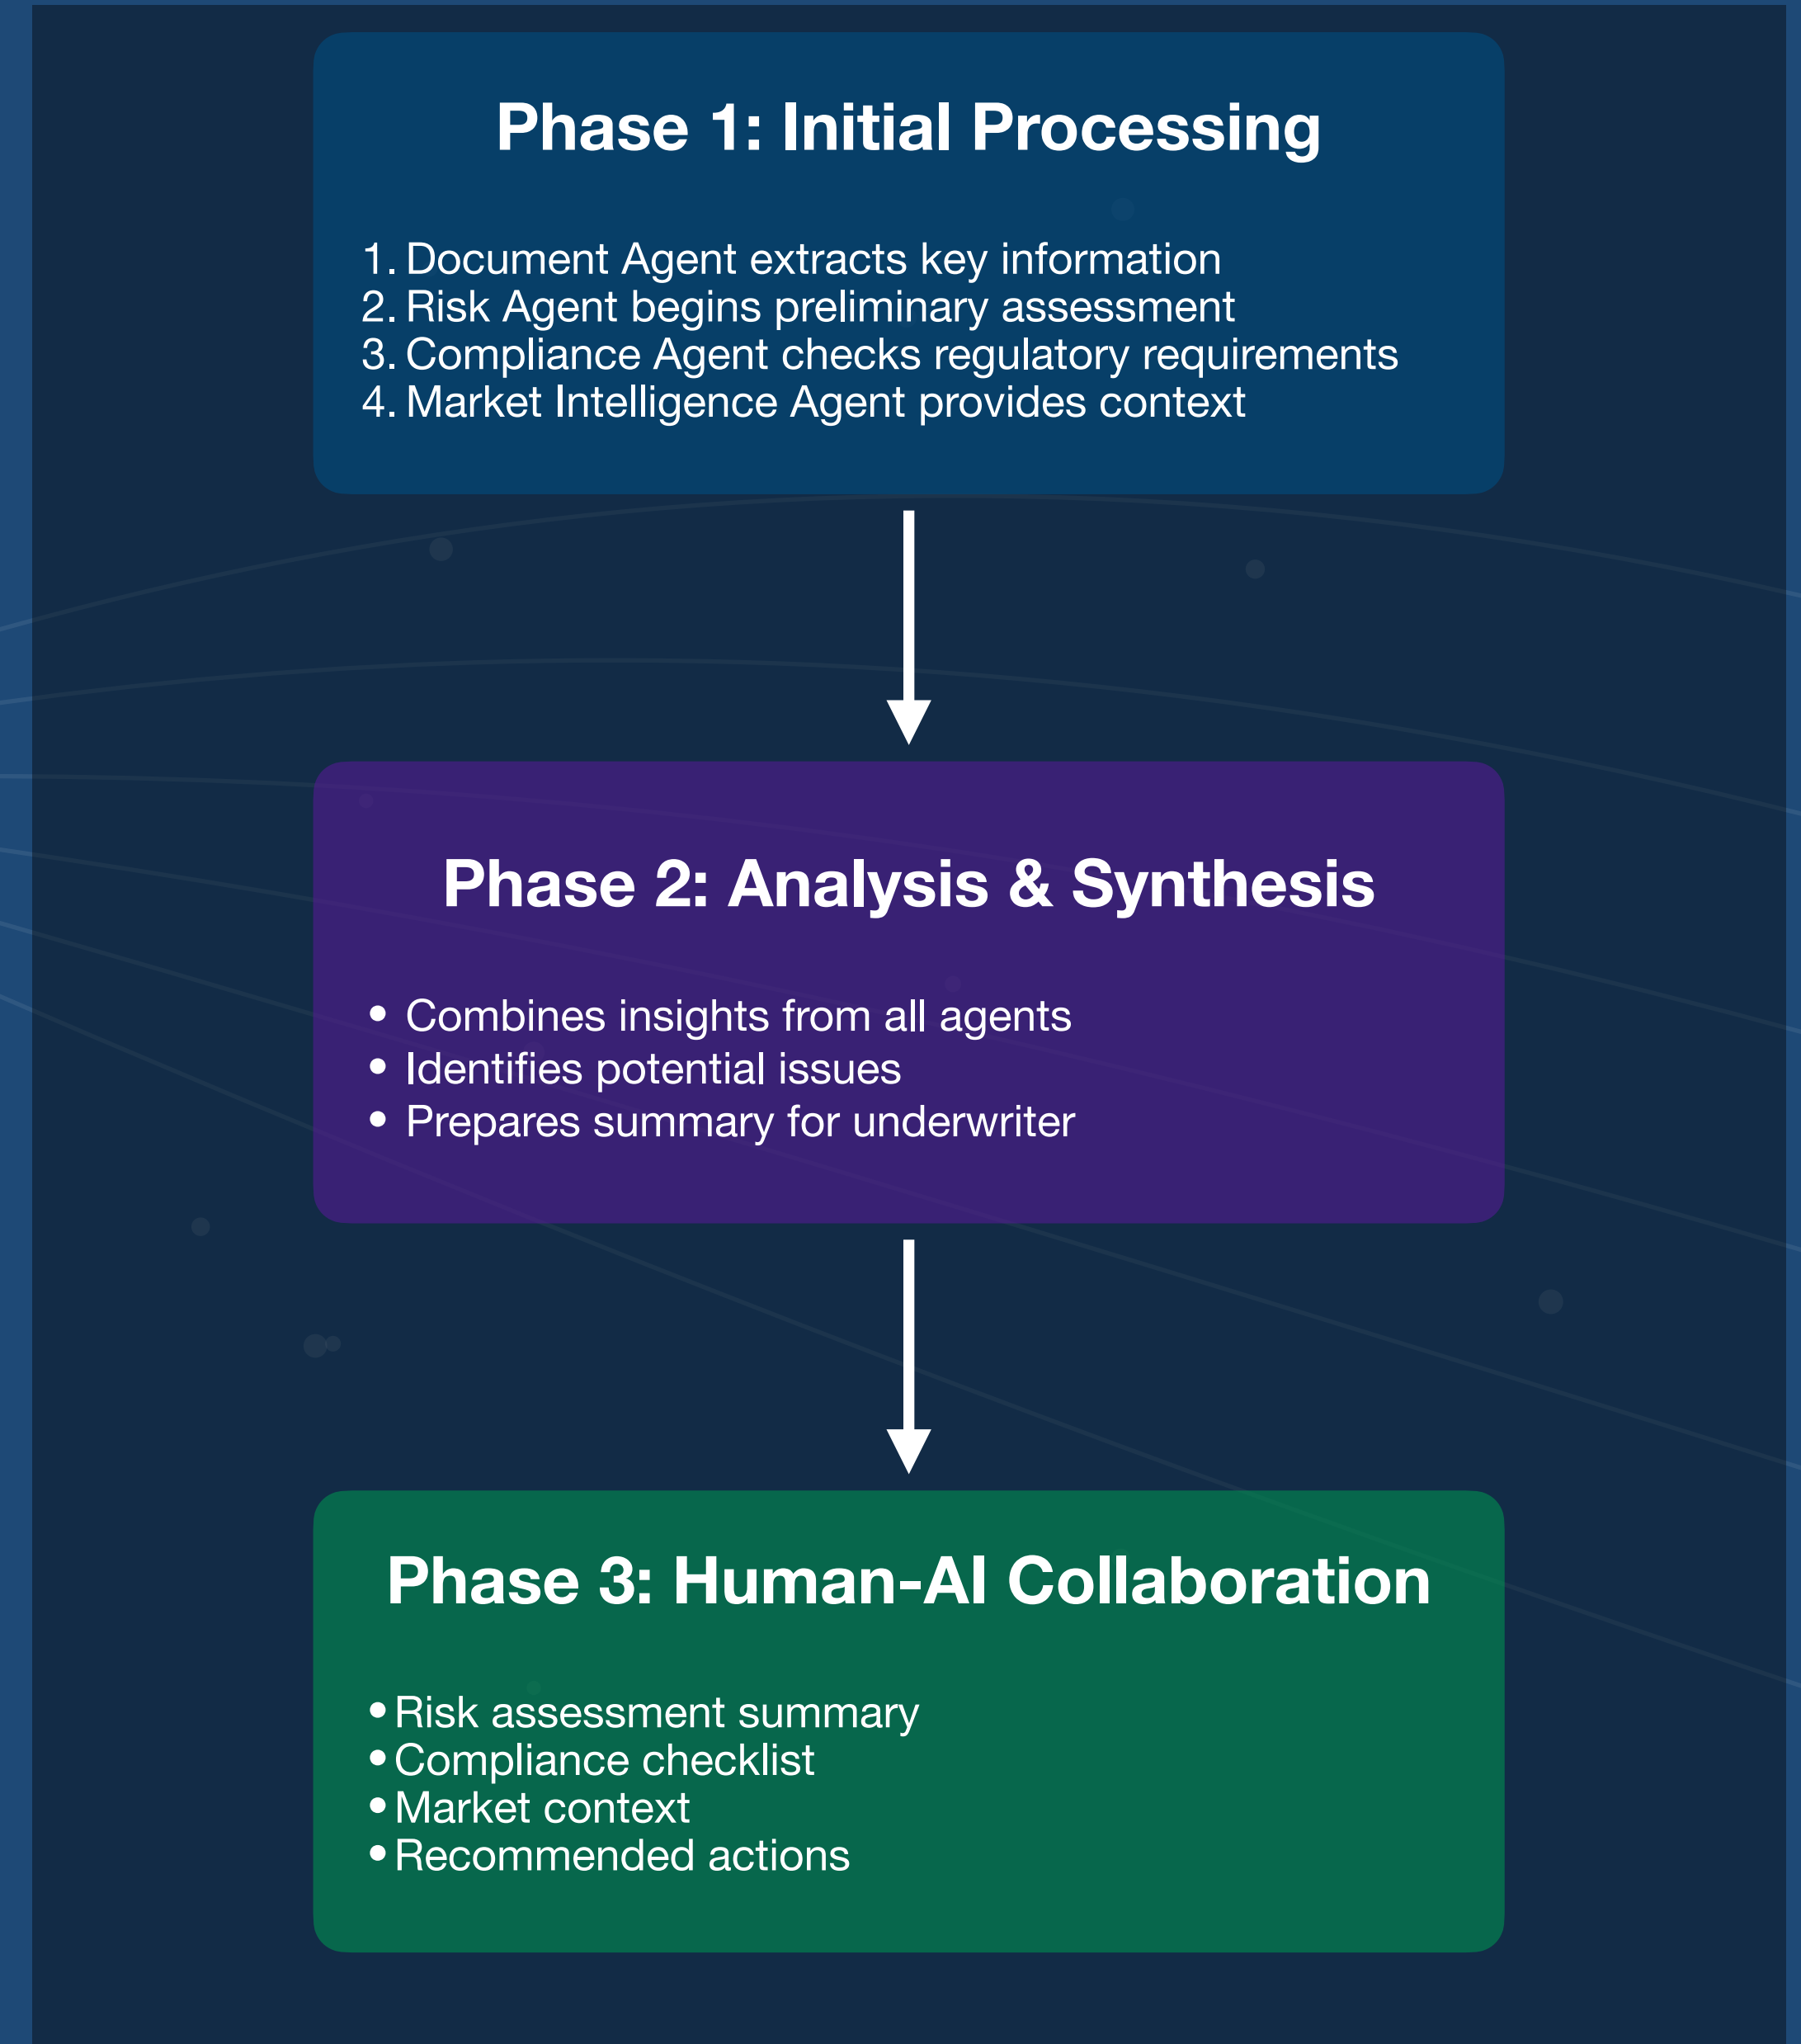 Phase 1: Initial Processing
1. Document Agent extracts key information
2. Risk Agent begins preliminary assessment
3. Compliance Agent checks regulatory requirements
4. Market Intelligence Agent provides context
Phase 2: Analysis & Synthesis
• Combines insights from all agents
• Identifies potential issues
• Prepares summary for underwriter
Phase 3: Human-AI Collaboration
• Risk assessment summary
• Compliance checklist
• Market context
• Recommended actions